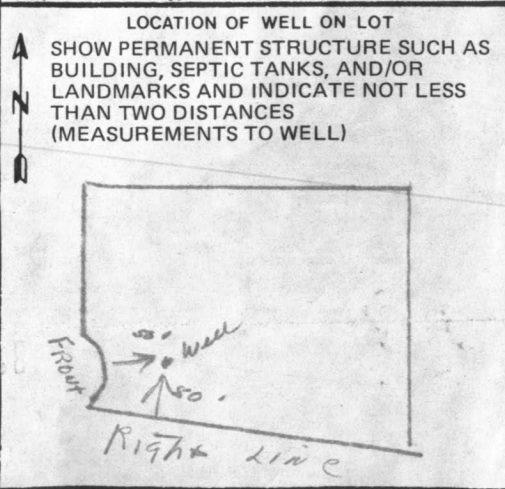 LOCATION OF WELL ON LOT
N
SHOW PERMANENT STRUCTURE SUCH AS
BUILDING, SEPTIC TANKS, AND/OR
LANDMARKS AND INDICATE NOT LESS
THAN TWO DISTANCES
(MEASUREMENTS TO WELL)
50' Well
FRONT
50'
Right LINE